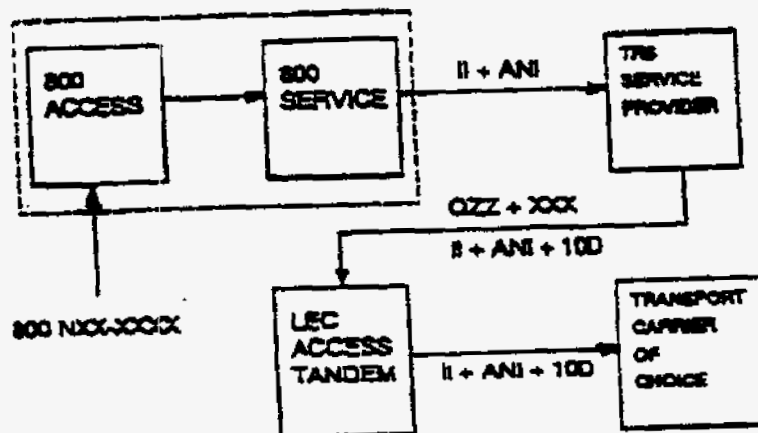 800
ACCESS
800
SERVICE
II + ANI
TRS
SERVICE
PROVIDER
OZZ + XXX
II + ANI + 10D
800 NXX-XXXX
LEC
ACCESS
TANDEM
II + ANI + 10D
TRANSPORT
CARRIER
OF
CHOICE